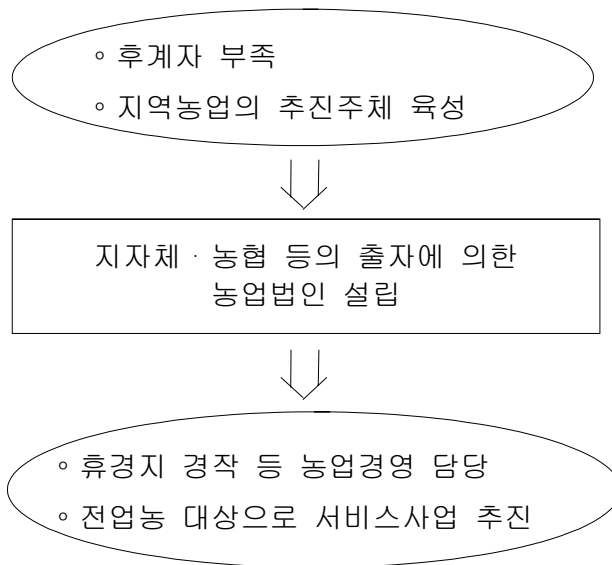 ◦ 후계자 부족
◦ 지역농업의 추진주체 육성
지자체 · 농협 등의 출자에 의한
농업법인 설립
◦ 휴경지 경작 등 농업경영 담당
◦ 전업농 대상으로 서비스사업 추진